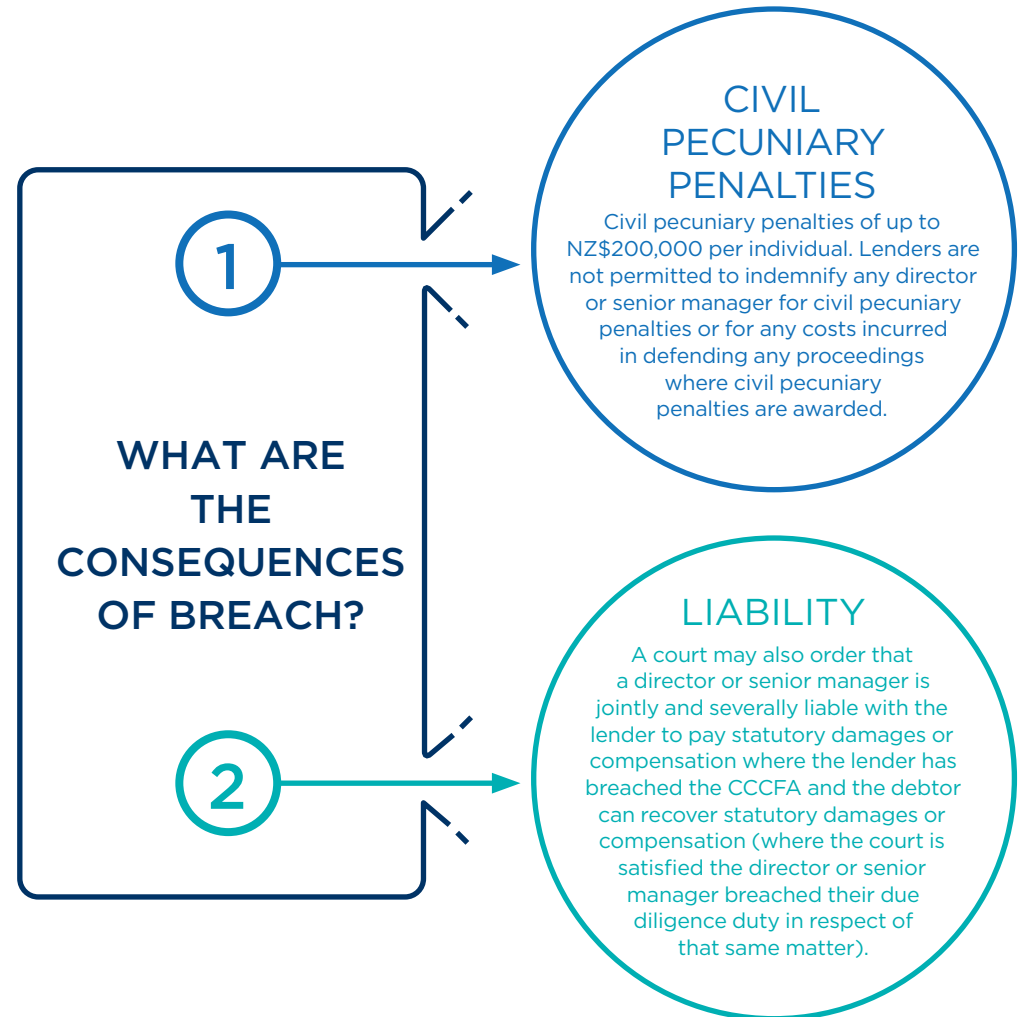 WHAT ARE
THE
CONSEQUENCES
OF BREACH?
1
CIVIL
PECUNIARY
PENALTIES
Civil pecuniary penalties of up to
NZ$200,000 per individual. Lenders are
not permitted to indemnify any director
or senior manager for civil pecuniary
penalties or for any costs incurred
in defending any proceedings
where civil pecuniary
penalties are awarded.
2
LIABILITY
A court may also order that
a director or senior manager is
jointly and severally liable with the
lender to pay statutory damages or
compensation where the lender has
breached the CCCFA and the debtor
can recover statutory damages or
compensation (where the court is
satisfied the director or senior
manager breached their due
diligence duty in respect of
that same matter).